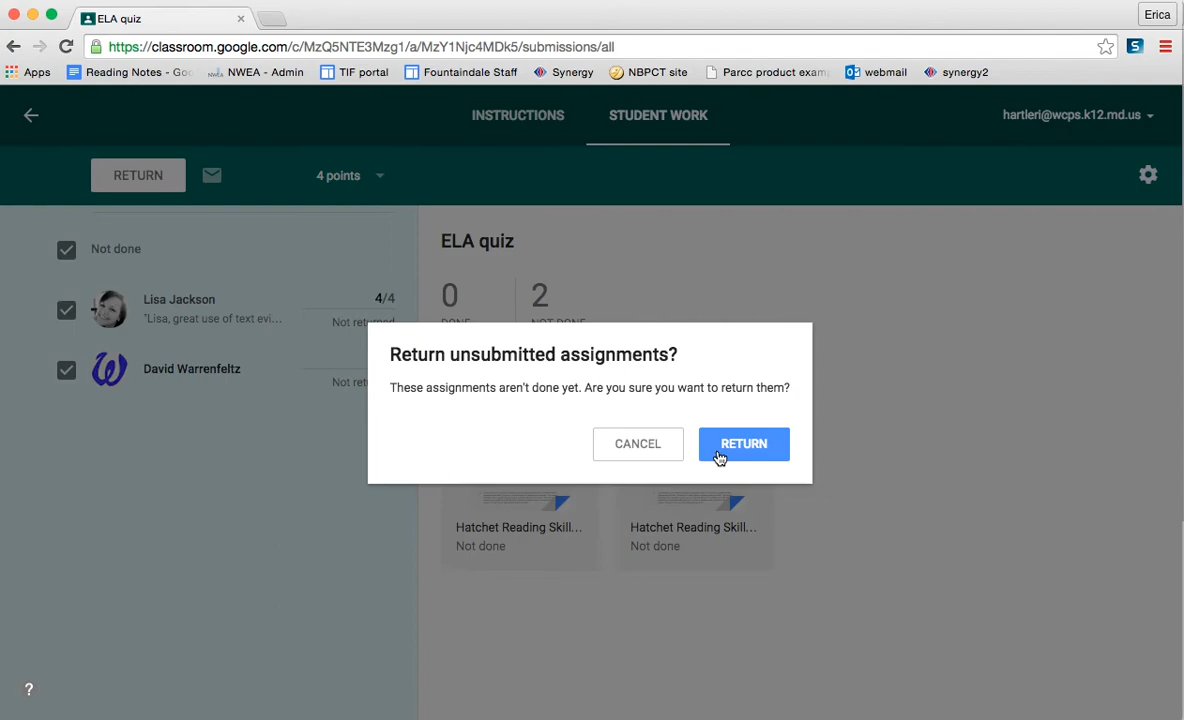 ELA quiz
Erica
https://classroom.google.com/c/MzQ5NTE3Mzg1/a/MzY1Njc4MDk5/submissions/all
Apps Reading Notes - Goo NWEA - Admin TIF portal Fountaindale Staff Synergy NBPCT site Parcc product exam webmail synergy2
INSTRUCTIONS STUDENT WORK hartleri@wcps.k12.md.us
RETURN 4 points
Not done
ELA quiz
Lisa Jackson 4/4
"Lisa, great use of text evi... Not returned
0 2
DONE NOT DONE
David Warrenfeltz
Not ret
Return unsubmitted assignments?
These assignments aren't done yet. Are you sure you want to return them?
CANCEL RETURN
Hatchet Reading Skill... Hatchet Reading Skill...
Not done Not done
?